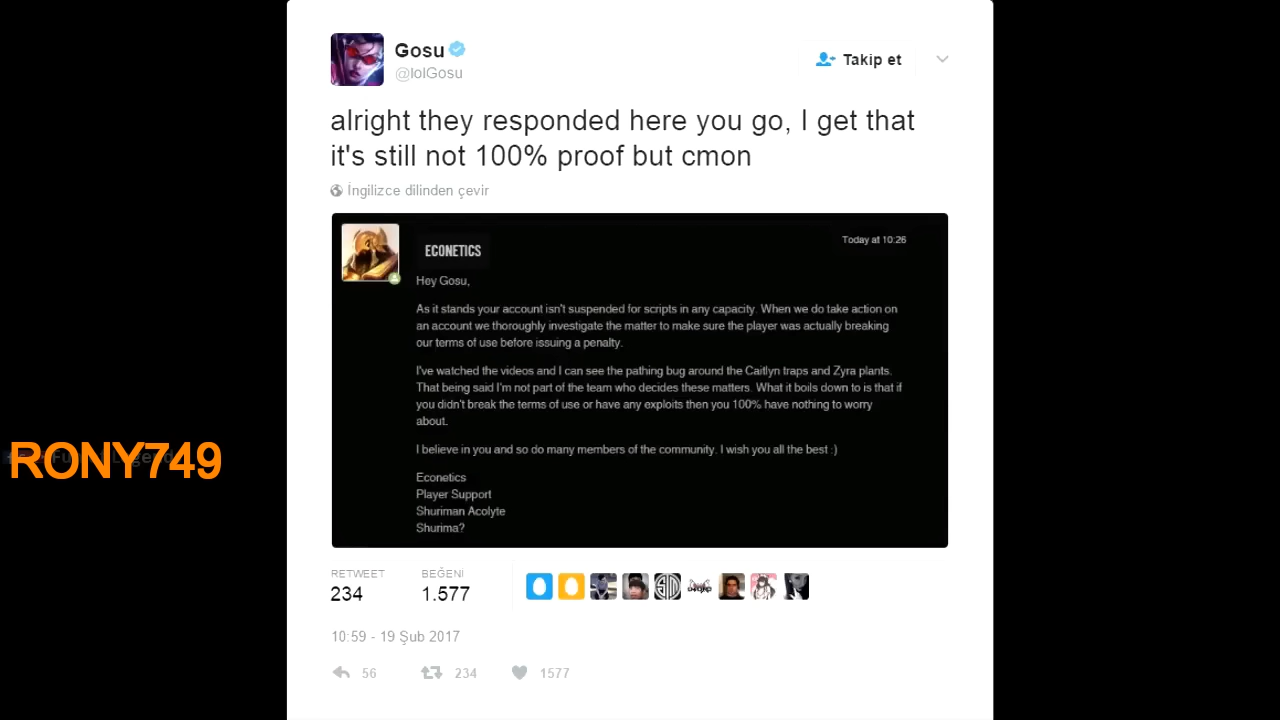 Gosu
@lolGosu
Takip et
alright they responded here you go, I get that
it's still not 100% proof but cmon
İngilizce dilinden çevir
ECONETICS
Today at 10:26
Hey Gosu,
As it stands your account isn't suspended for scripts in any capacity. When we do take action on
an account we thoroughly investigate the matter to make sure the player was actually breaking
our terms of use before issuing a penalty.
I've watched the videos and I can see the pathing bug around the Caitlyn traps and Zyra plants.
That being said I'm not part of the team who decides these matters. What it boils down to is that if
you didn't break the terms of use or have any exploits then you 100% have nothing to worry
about.
I believe in you and so do many members of the community. I wish you all the best :)
Econetics
Player Support
Shuriman Acolyte
Shurima?
RONY749
RETWEET BEĞENİ
234 1.577
10:59 - 19 Şub 2017
56 234 1577